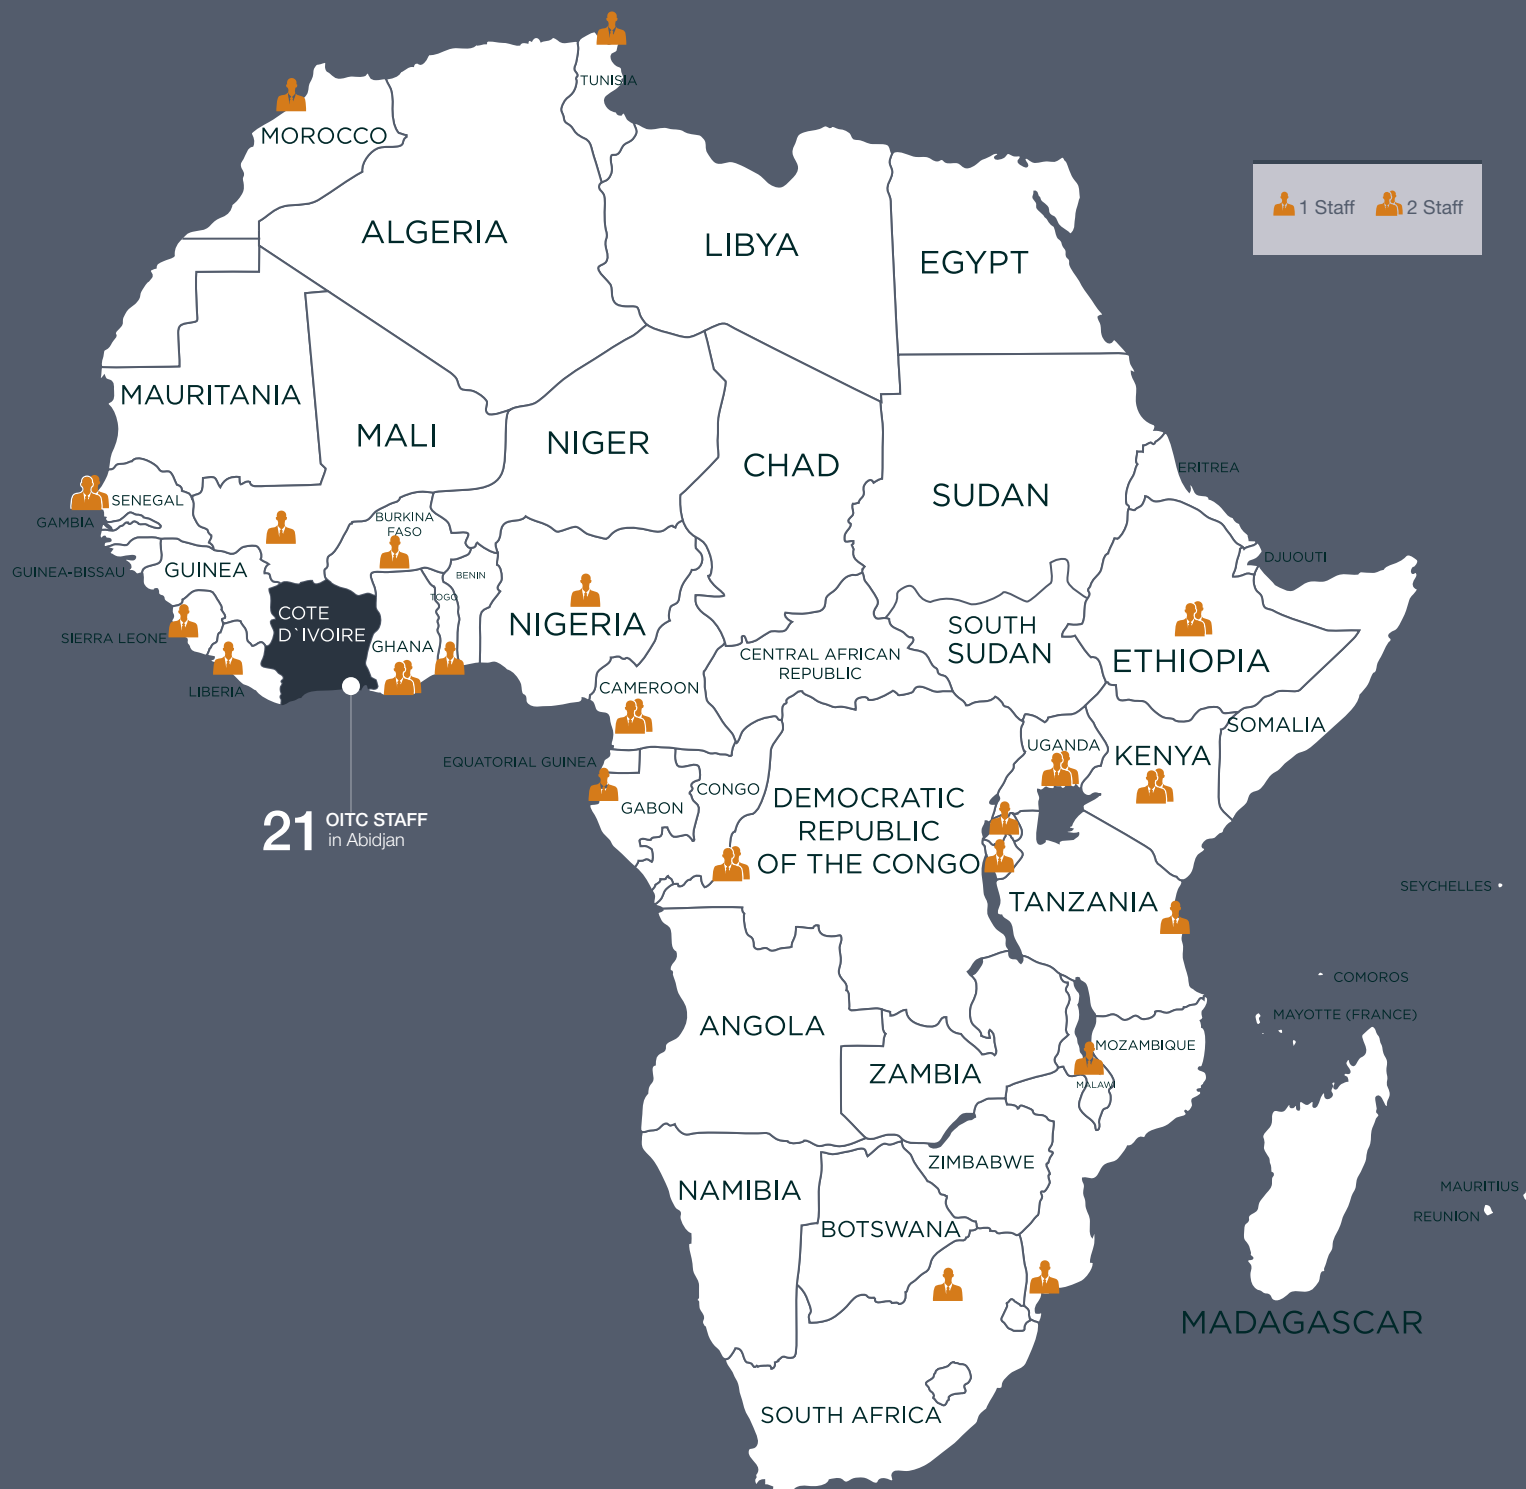 TUNISIA
MOROCCO
1 Staff
2 Staff
ALGERIA
LIBYA
EGYPT
MAURITANIA
MALI
NIGER
CHAD
SUDAN
ERITREA
SENEGAL
GAMBIA
BURKINA
FASO
DJUOUTI
GUINEA-BISSAU
GUINEA
BENIN
TOGO
COTE
D`IVOIRE
NIGERIA
SOUTH
SUDAN
SIERRA LEONE
GHANA
CENTRAL AFRICAN
REPUBLIC
ETHIOPIA
LIBERIA
CAMEROON
SOMALIA
UGANDA
KENYA
EQUATORIAL GUINEA
CONGO
GABON
DEMOCRATIC
REPUBLIC
OF THE CONGO
21 OITC STAFF
in Abidjan
TANZANIA
SEYCHELLES
COMOROS
MAYOTTE (FRANCE)
ANGOLA
MOZAMBIQUE
ZAMBIA
MALAWI
ZIMBABWE
NAMIBIA
MAURITIUS
REUNION
BOTSWANA
MADAGASCAR
SOUTH AFRICA